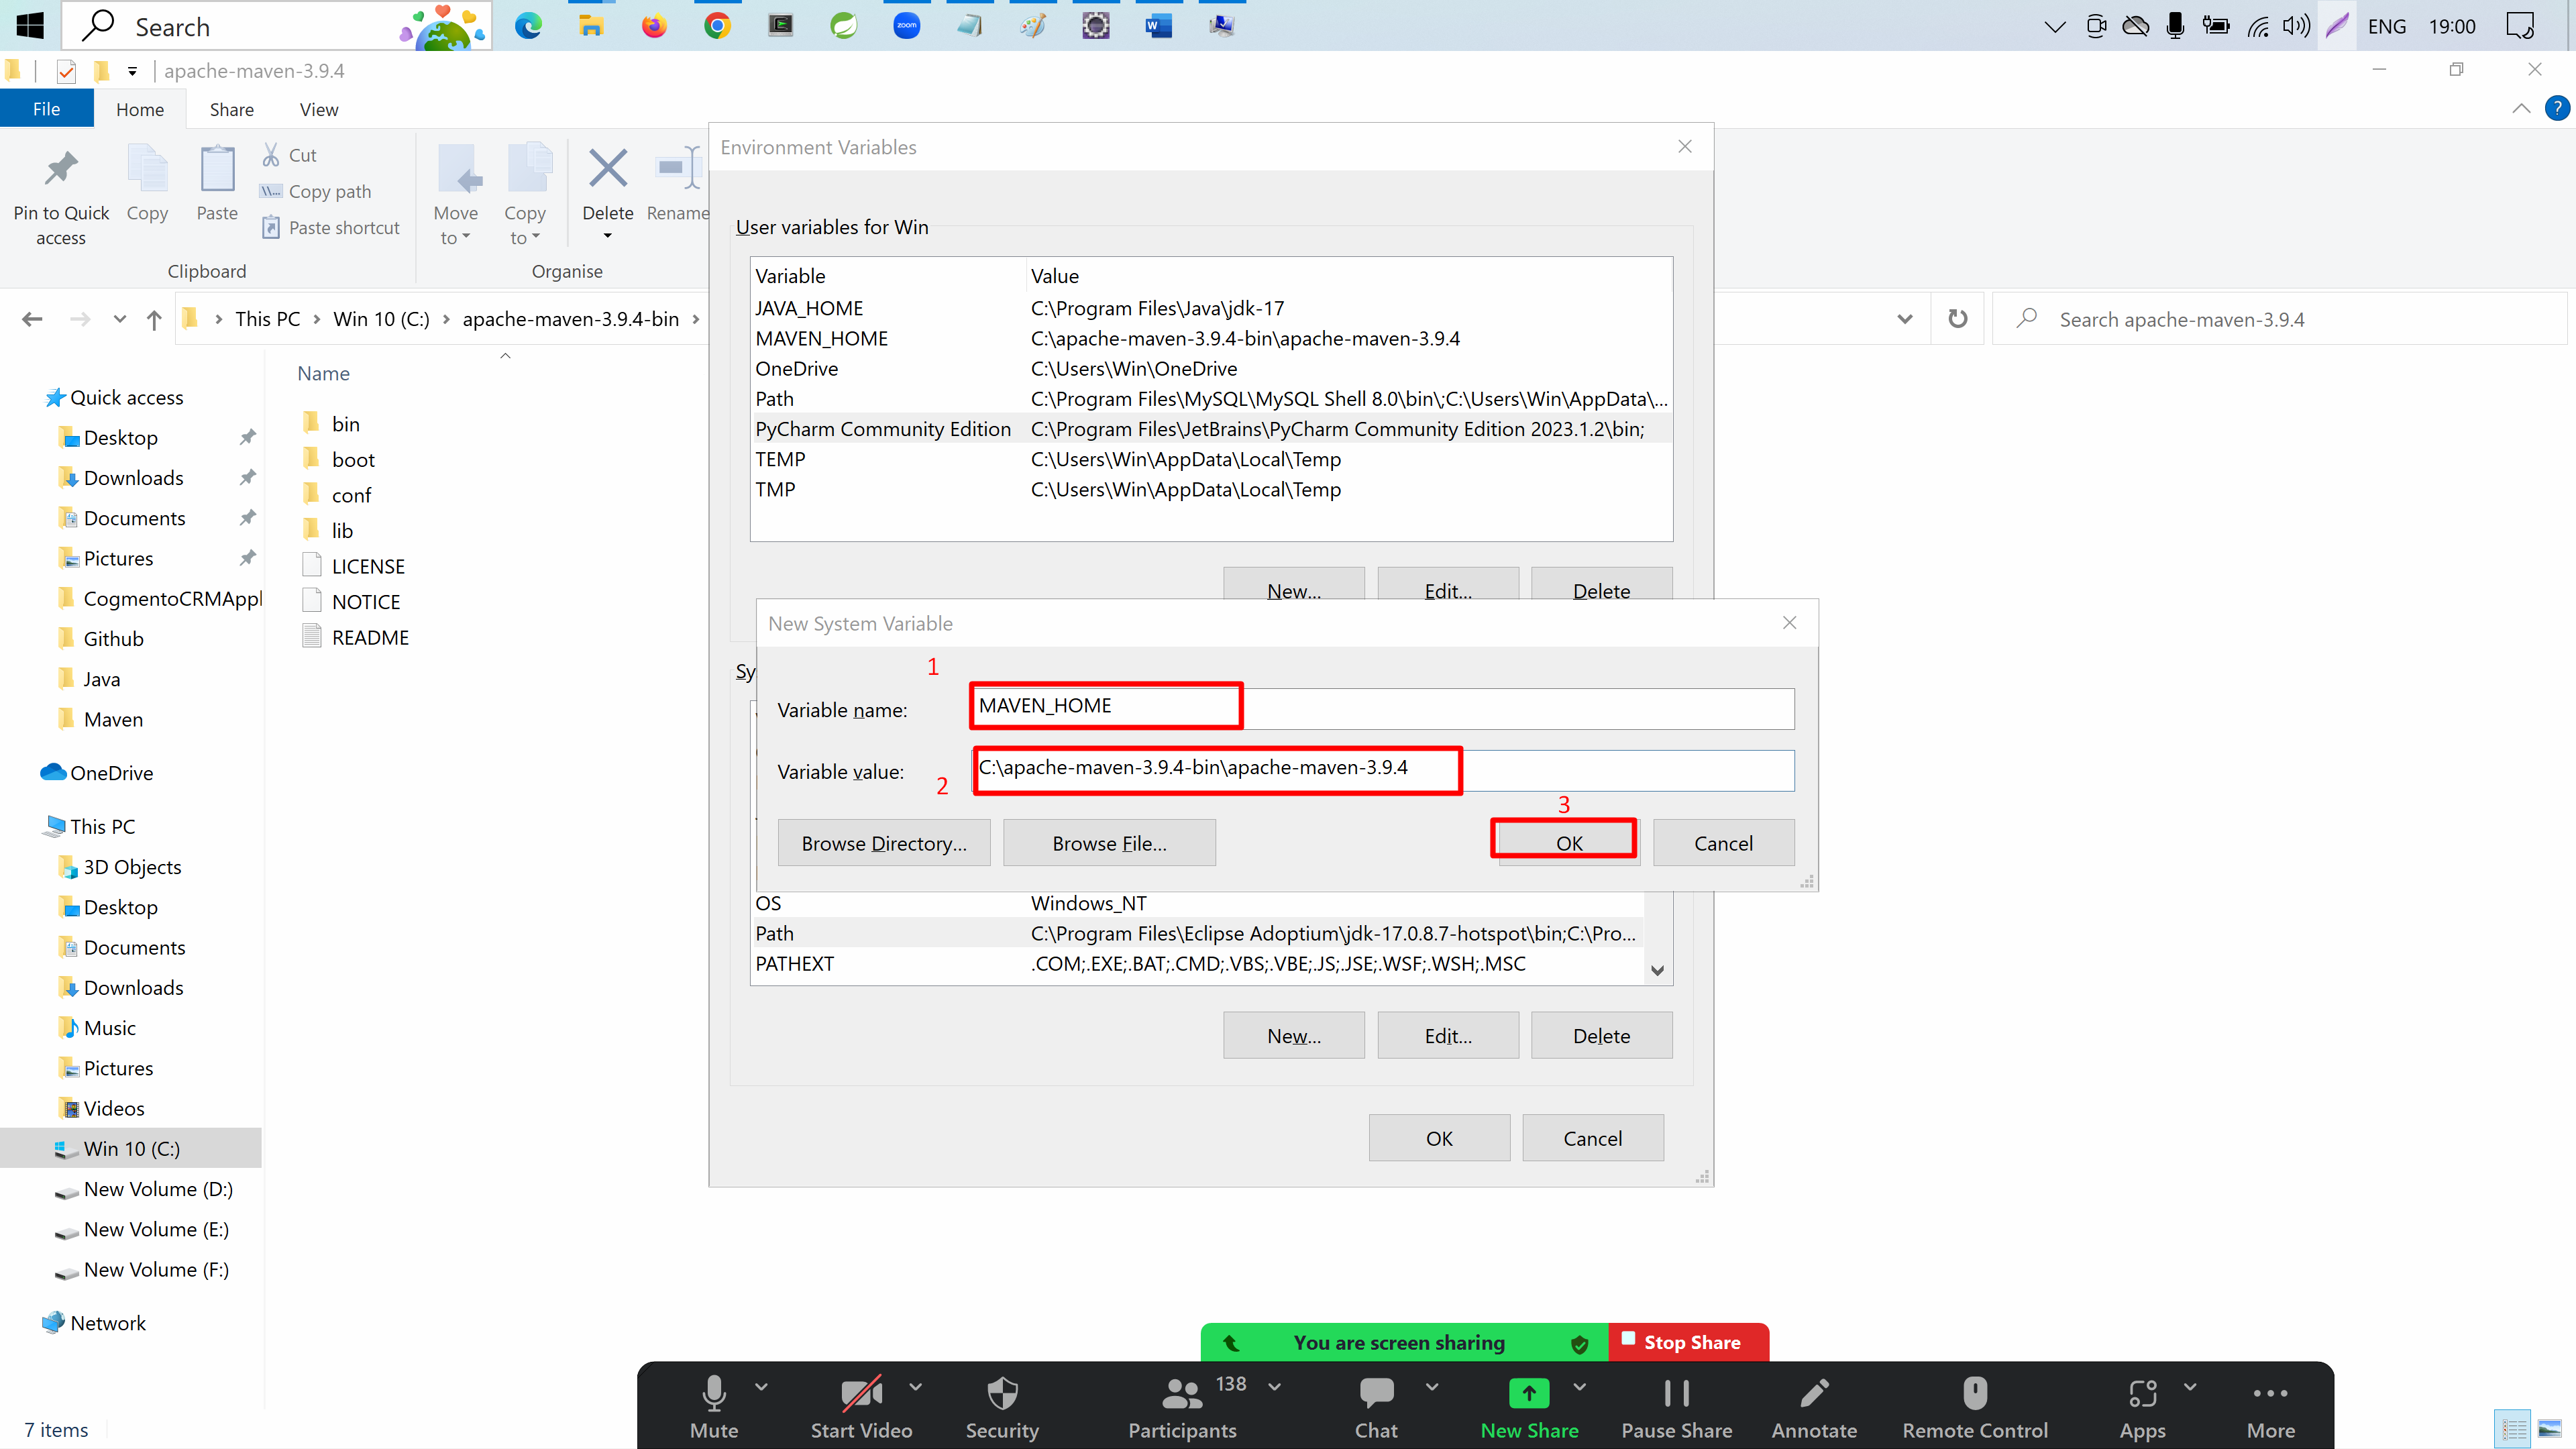 Search
zoom
ENG 19:00
apache-maven-3.9.4
File Home Share View
Pin to Quick access
Copy
Paste
Cut
Copy path
Paste shortcut
Clipboard
Move to
Copy to
Delete
Rename
Organise
This PC > Win 10 (C:) > apache-maven-3.9.4-bin >
Search apache-maven-3.9.4
Quick access
Desktop
Downloads
Documents
Pictures
CogmentoCRMAppl
Github
Java
Maven
OneDrive
This PC
3D Objects
Desktop
Documents
Downloads
Music
Pictures
Videos
Win 10 (C:)
New Volume (D:)
New Volume (E:)
New Volume (F:)
Network
7 items
Name
bin
boot
conf
lib
LICENSE
NOTICE
README
Environment Variables
User variables for Win
Variable Value
JAVA_HOME C:\Program Files\Java\jdk-17
MAVEN_HOME C:\apache-maven-3.9.4-bin\apache-maven-3.9.4
OneDrive C:\Users\Win\OneDrive
Path C:\Program Files\MySQL\MySQL Shell 8.0\bin\;C:\Users\Win\AppData\...
PyCharm Community Edition C:\Program Files\JetBrains\PyCharm Community Edition 2023.1.2\bin;
TEMP C:\Users\Win\AppData\Local\Temp
TMP C:\Users\Win\AppData\Local\Temp
New... Edit... Delete
Sy
New System Variable
1
Variable name: MAVEN_HOME
Variable value: C:\apache-maven-3.9.4-bin\apache-maven-3.9.4
2
3
Browse Directory... Browse File... OK Cancel
OS Windows_NT
Path C:\Program Files\Eclipse Adoptium\jdk-17.0.8.7-hotspot\bin;C:\Pro...
PATHEXT .COM;.EXE;.BAT;.CMD;.VBS;.VBE;.JS;.JSE;.WSF;.WSH;.MSC
New... Edit... Delete
OK Cancel
You are screen sharing Stop Share
Mute
Start Video
Security
138
Participants
Chat
New Share
Pause Share
Annotate
Remote Control
Apps
More